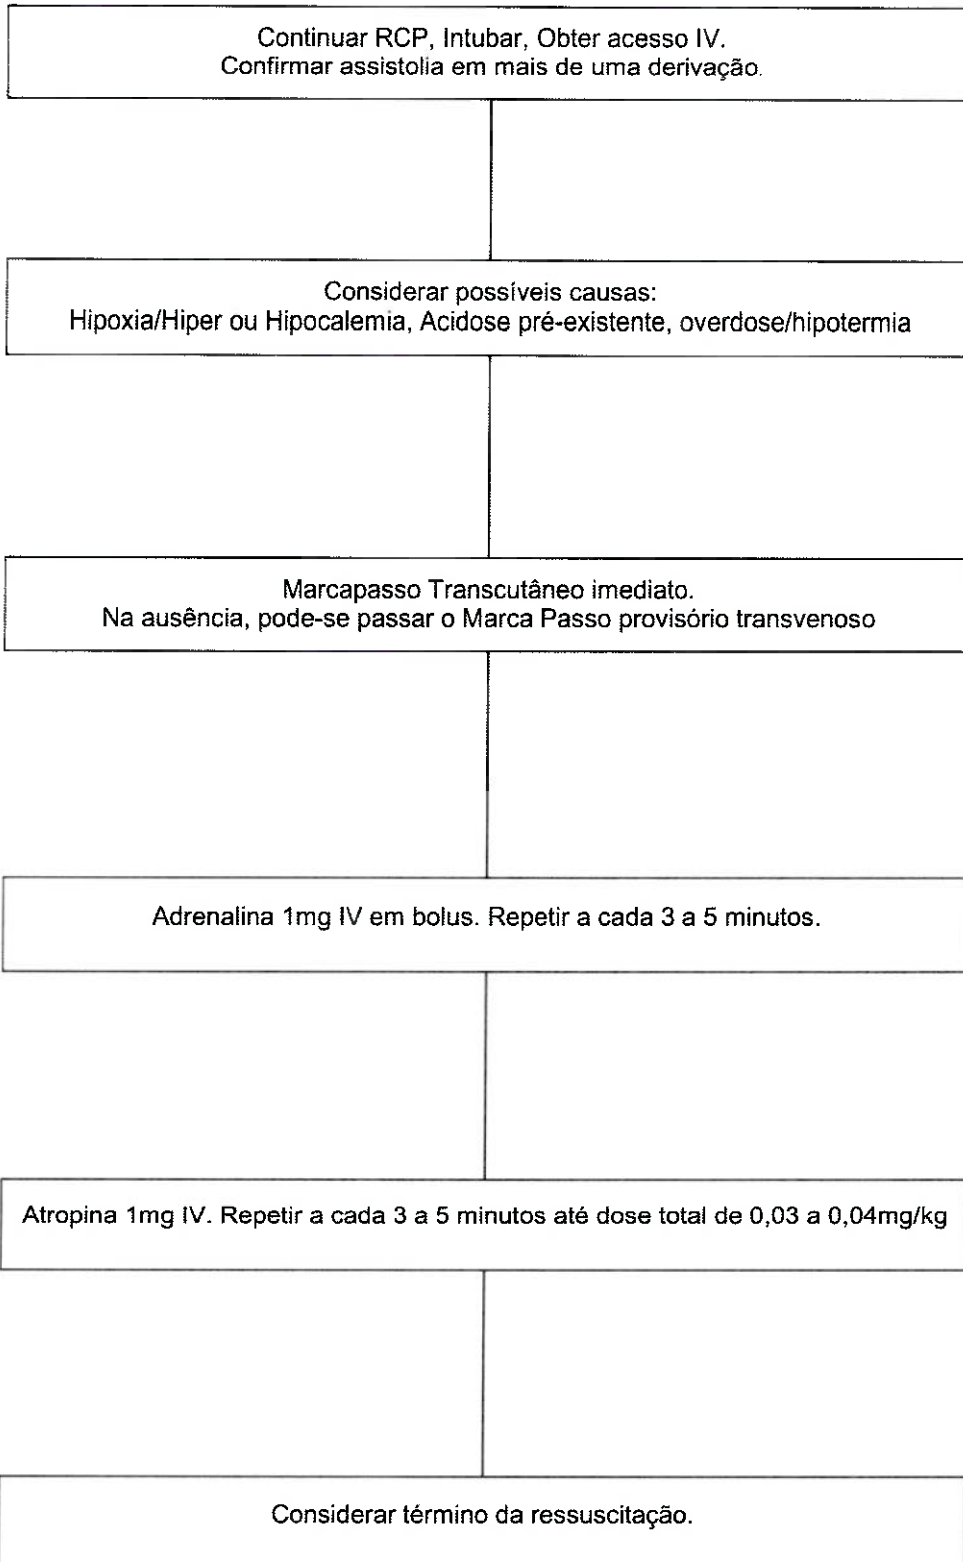 Continuar RCP, Intubar, Obter acesso IV.
Confirmar assistolia em mais de uma derivação.
Considerar possíveis causas:
Hipoxia/Hiper ou Hipocalemia, Acidose pré-existente, overdose/hipotermia
Marcapasso Transcutâneo imediato.
Na ausência, pode-se passar o Marca Passo provisório transvenoso
Adrenalina 1mg IV em bolus. Repetir a cada 3 a 5 minutos.
Atropina 1mg IV. Repetir a cada 3 a 5 minutos até dose total de 0,03 a 0,04mg/kg
Considerar término da ressuscitação.